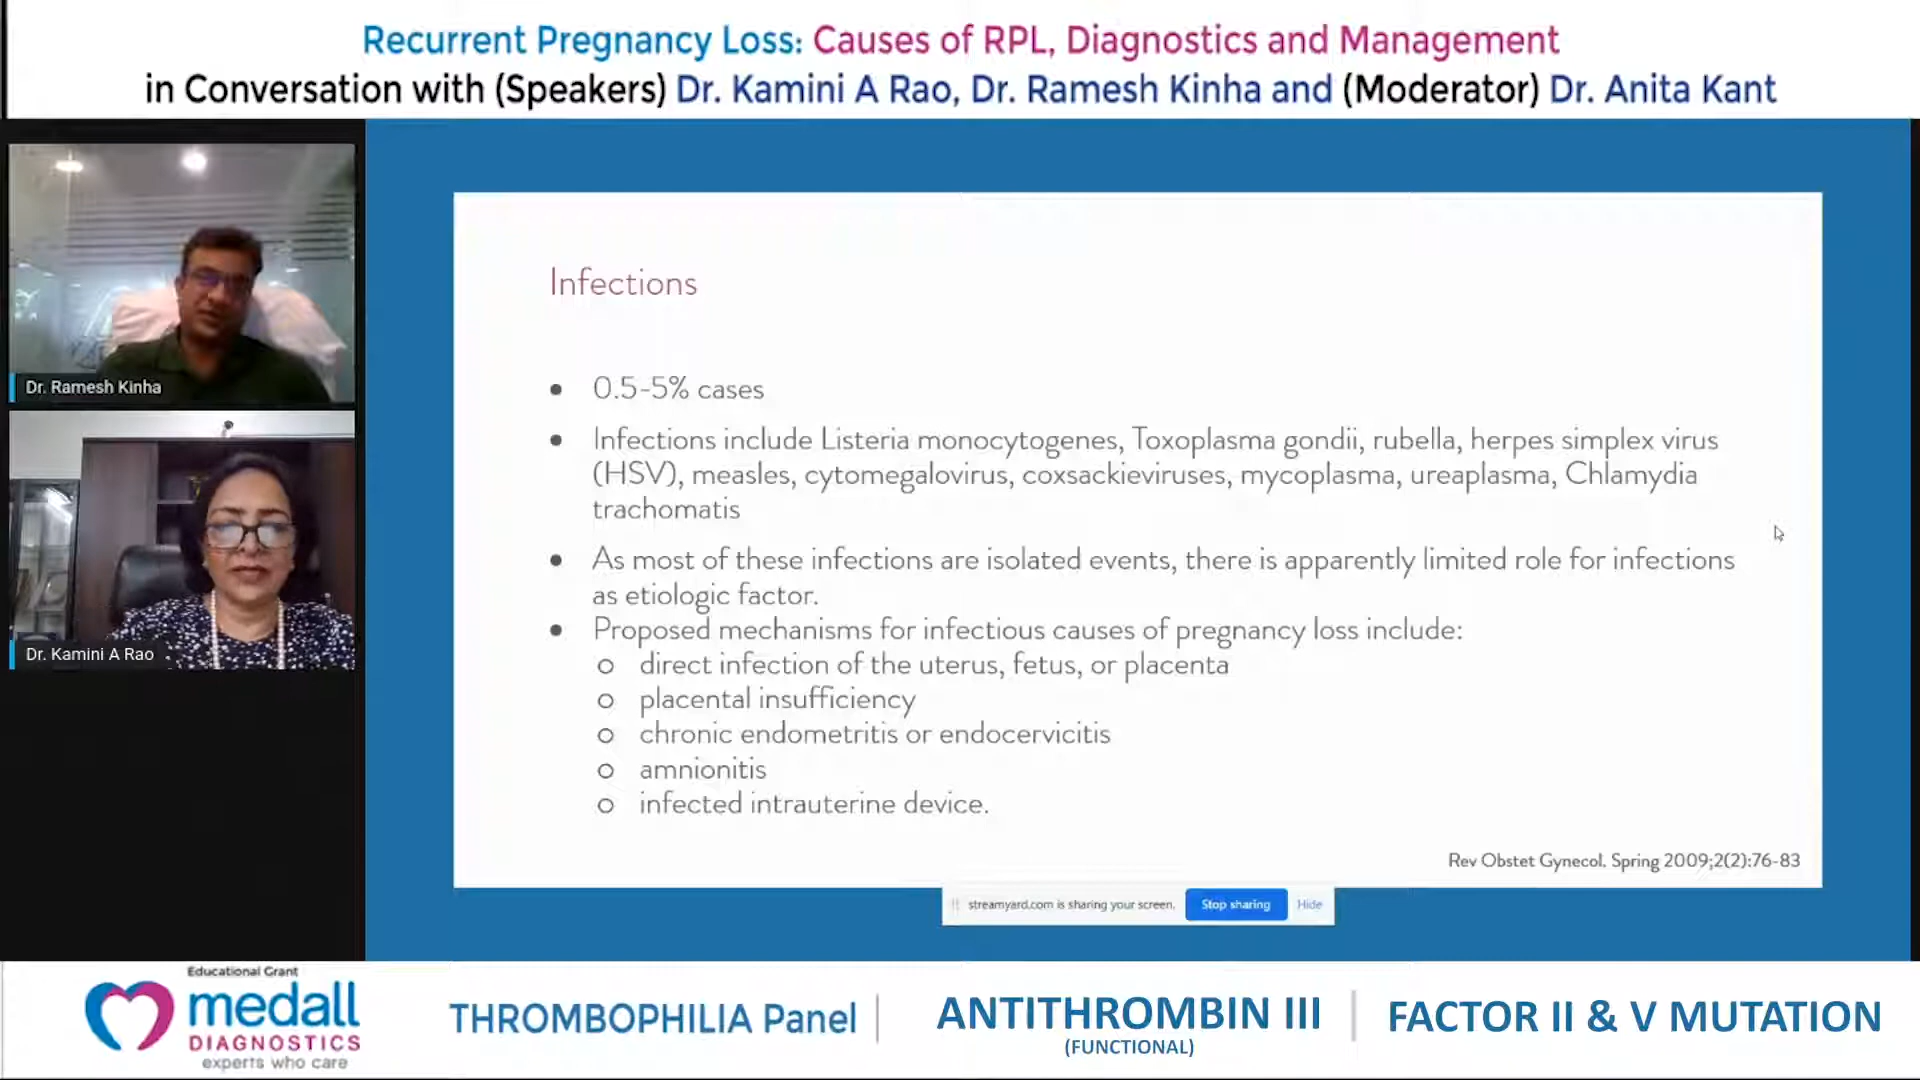 Recurrent Pregnancy Loss: Causes of RPL, Diagnostics and Management
in Conversation with (Speakers) Dr. Kamini A Rao, Dr. Ramesh Kinha and (Moderator) Dr. Anita Kant
Dr. Ramesh Kinha
Dr. Kamini A Rao
Infections
● 0.5-5% cases
● Infections include Listeria monocytogenes, Toxoplasma gondii, rubella, herpes simplex virus
(HSV), measles, cytomegalovirus, coxsackieviruses, mycoplasma, ureaplasma, Chlamydia
trachomatis
● As most of these infections are isolated events, there is apparently limited role for infections
as etiologic factor.
● Proposed mechanisms for infectious causes of pregnancy loss include:
○ direct infection of the uterus, fetus, or placenta
○ placental insufficiency
○ chronic endometritis or endocervicitis
○ amnionitis
○ infected intrauterine device.
Rev Obstet Gynecol. Spring 2009;2(2):76-83
streamyard.com is sharing your screen. Stop sharing Hide
Educational Grant
medall
DIAGNOSTICS
experts who care
THROMBOPHILIA Panel
ANTITHROMBIN III
(FUNCTIONAL)
FACTOR II & V MUTATION